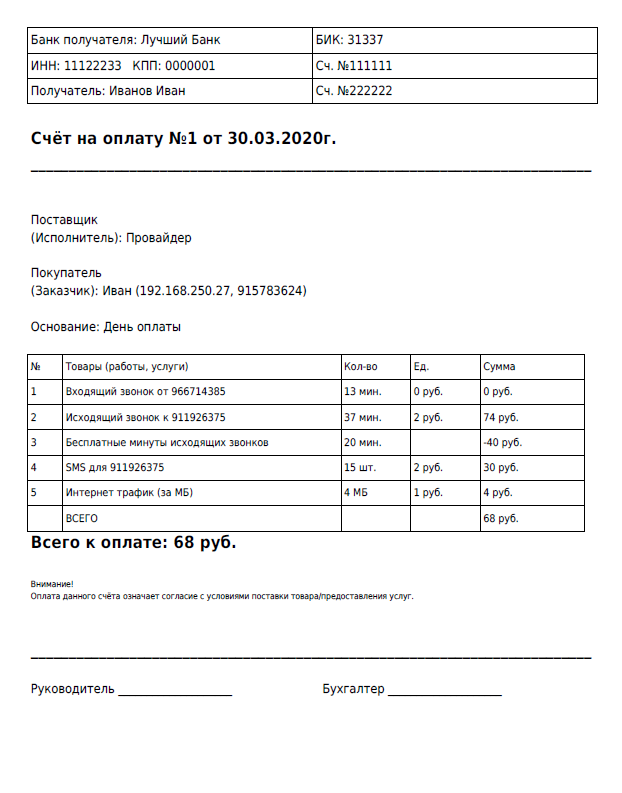 Банк получателя: Лучший Банк БИК: 31337
ИНН: 11122233 КПП: 0000001 Сч. №111111
Получатель: Иванов Иван Сч. №222222
Счёт на оплату №1 от 30.03.2020г.
Поставщик
(Исполнитель): Провайдер
Покупатель
(Заказчик): Иван (192.168.250.27, 915783624)
Основание: День оплаты
№ Товары (работы, услуги) Кол-во Ед. Сумма
1 Входящий звонок от 966714385 13 мин. 0 руб. 0 руб.
2 Исходящий звонок к 911926375 37 мин. 2 руб. 74 руб.
3 Бесплатные минуты исходящих звонков 20 мин. -40 руб.
4 SMS для 911926375 15 шт. 2 руб. 30 руб.
5 Интернет трафик (за МБ) 4 МБ 1 руб. 4 руб.
ВСЕГО 68 руб.
Всего к оплате: 68 руб.
Внимание!
Оплата данного счёта означает согласие с условиями поставки товара/предоставления услуг.
Руководитель ___________________ Бухгалтер ___________________